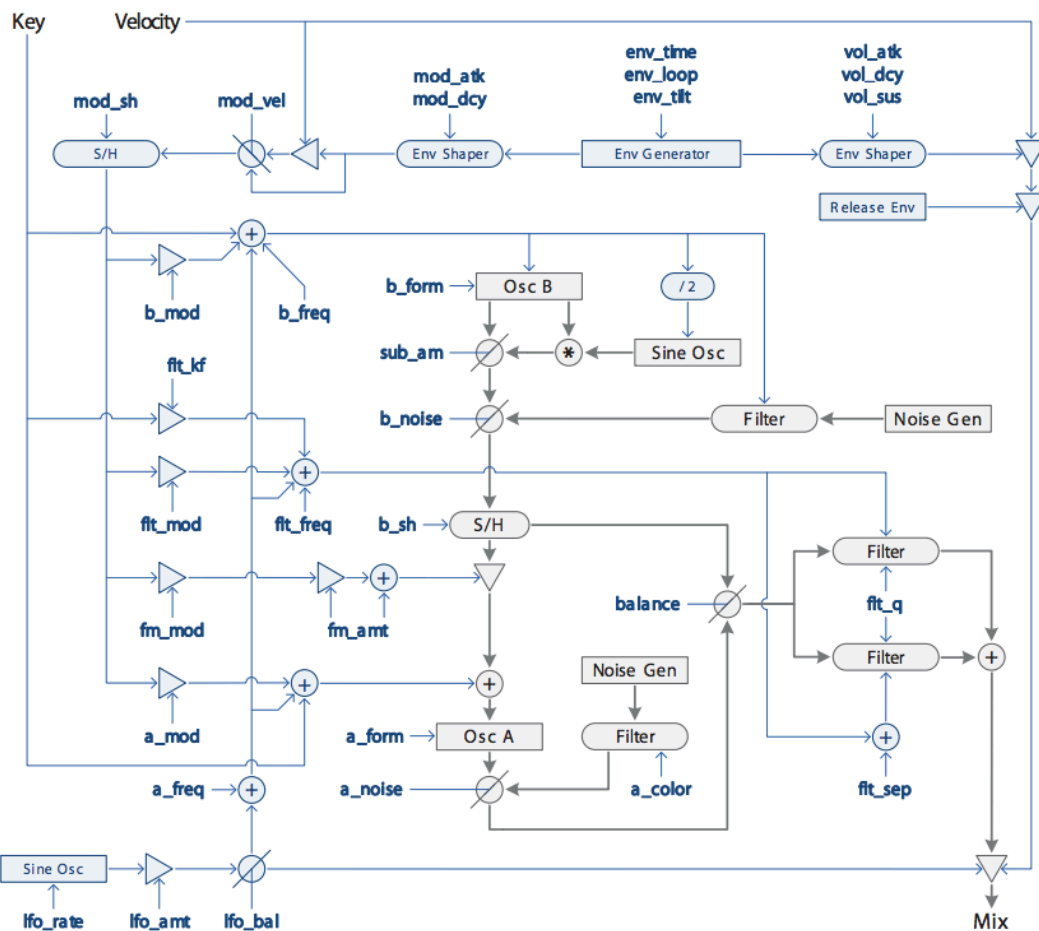 Key
Velocity
env_time
env_loop
env_tilt
vol_atk
vol_dcy
vol_sus
mod_atk
mod_dcy
mod_sh
mod_vel
S/H
Env Shaper
Env Generator
Env Shaper
Release Env
+
b_form
Osc B
/ 2
b_mod
b_freq
sub_am
*
Sine Osc
flt_kf
b_noise
Filter
Noise Gen
+
flt_mod
flt_freq
b_sh
S/H
Filter
+
fm_mod
fm_amt
balance
flt_q
Noise Gen
Filter
+
+
+
a_mod
a_form
Osc A
Filter
+
a_freq
+
a_noise
a_color
flt_sep
Sine Osc
lfo_rate
lfo_amt
lfo_bal
Mix